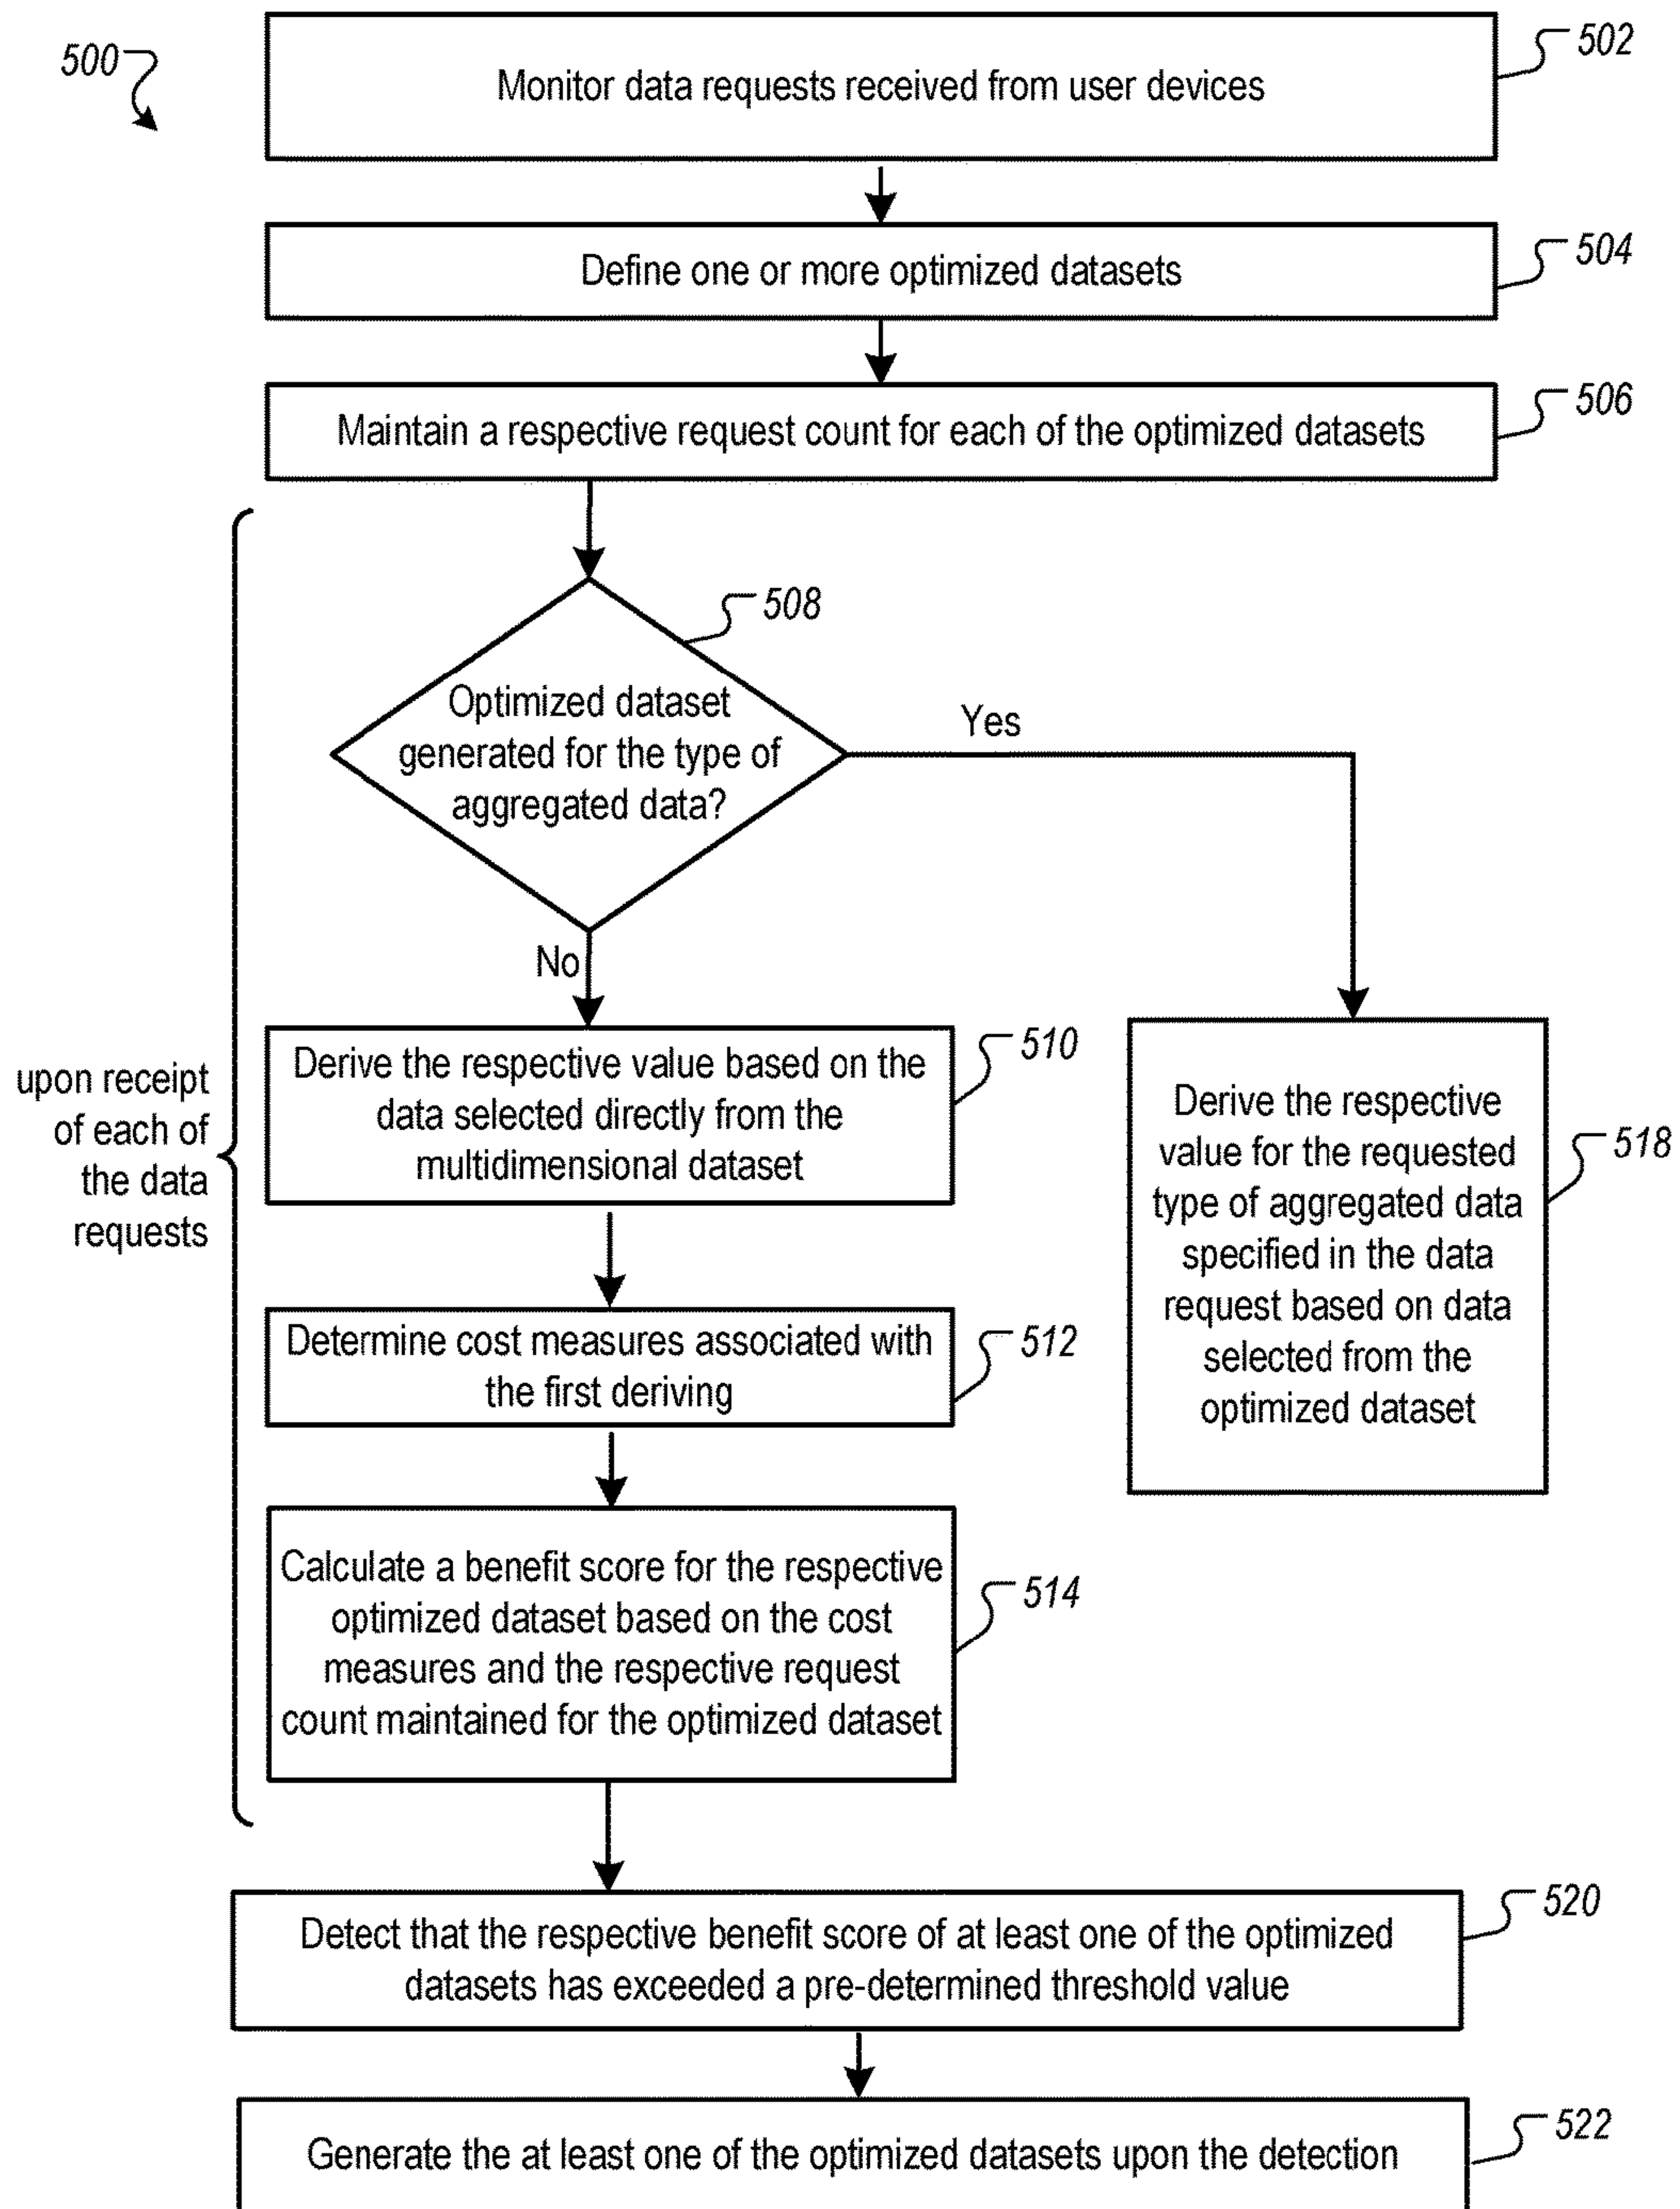 500
Monitor data requests received from user devices
502
Define one or more optimized datasets
504
Maintain a respective request count for each of the optimized datasets
506
508
Optimized dataset
generated for the type of
aggregated data?
Yes
No
upon receipt
of each of
the data
requests
Derive the respective value based on the
data selected directly from the
multidimensional dataset
510
Determine cost measures associated with
the first deriving
512
Calculate a benefit score for the respective
optimized dataset based on the cost
measures and the respective request
count maintained for the optimized dataset
514
Derive the respective
value for the requested
type of aggregated data
specified in the data
request based on data
selected from the
optimized dataset
518
Detect that the respective benefit score of at least one of the optimized
datasets has exceeded a pre-determined threshold value
520
Generate the at least one of the optimized datasets upon the detection
522